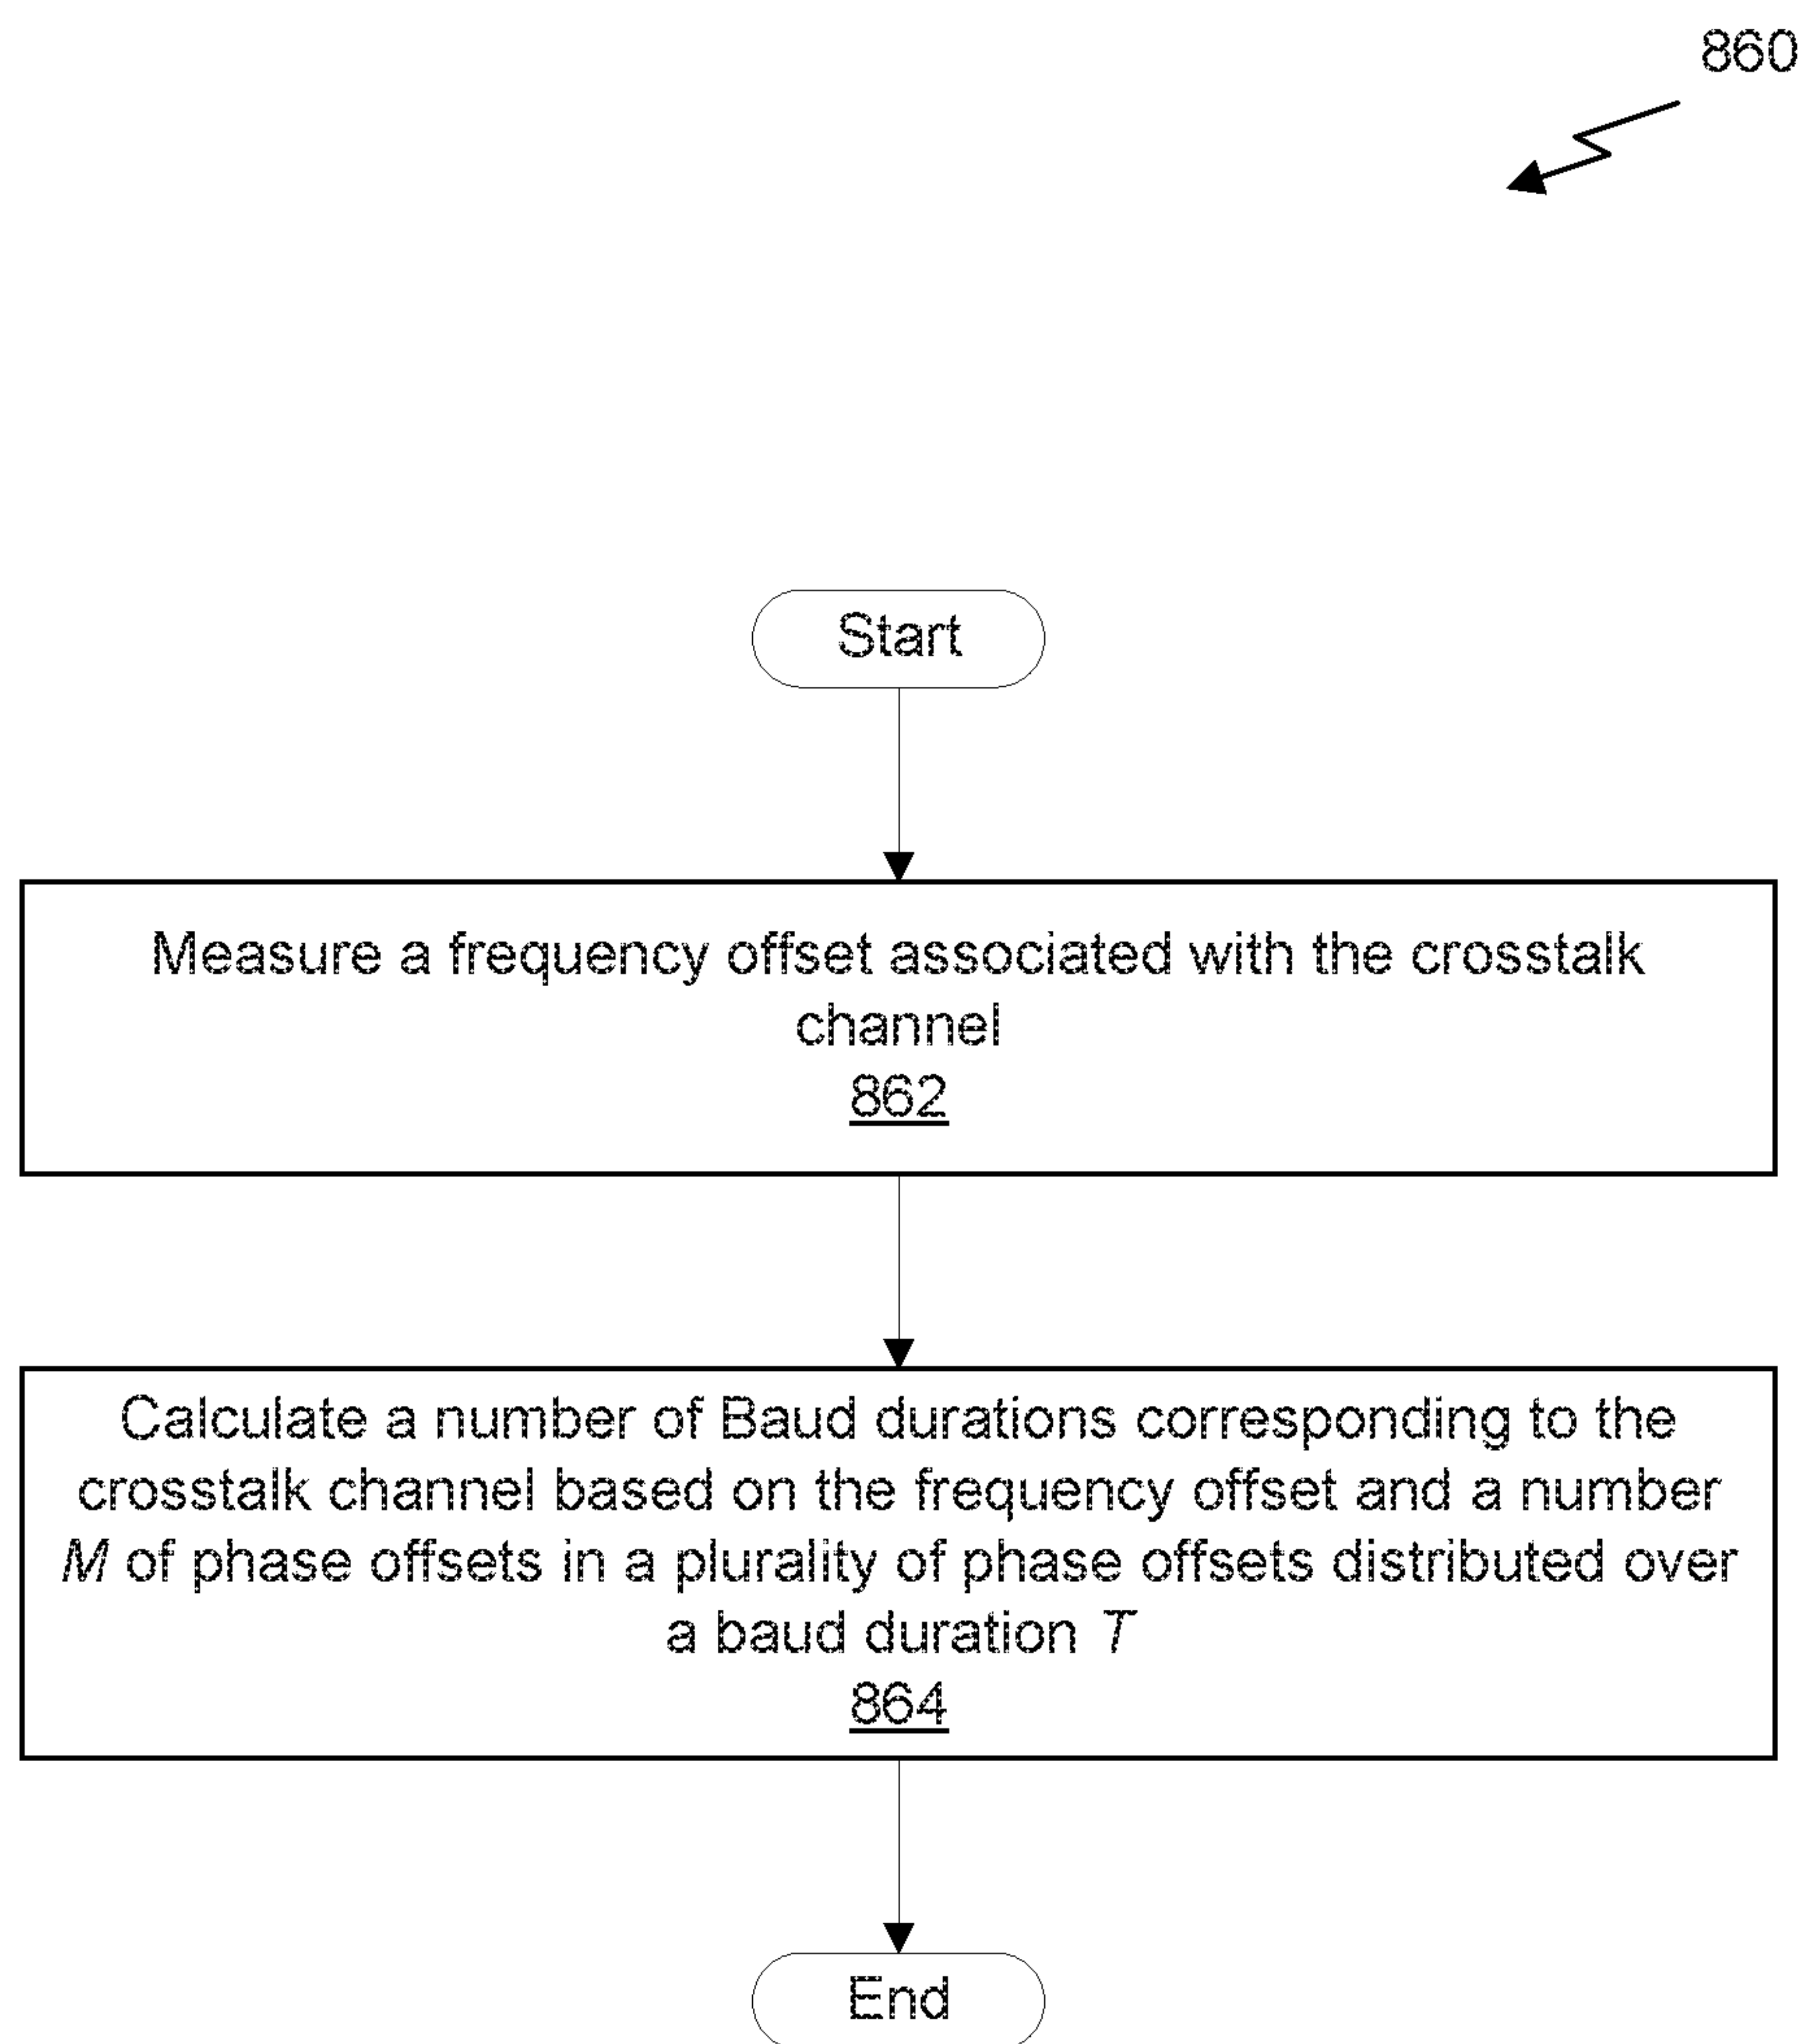 860
Start
Measure a frequency offset associated with the crosstalk
channel
862
Calculate a number of Baud durations corresponding to the
crosstalk channel based on the frequency offset and a number
M of phase offsets in a plurality of phase offsets distributed over
a baud duration T
864
End